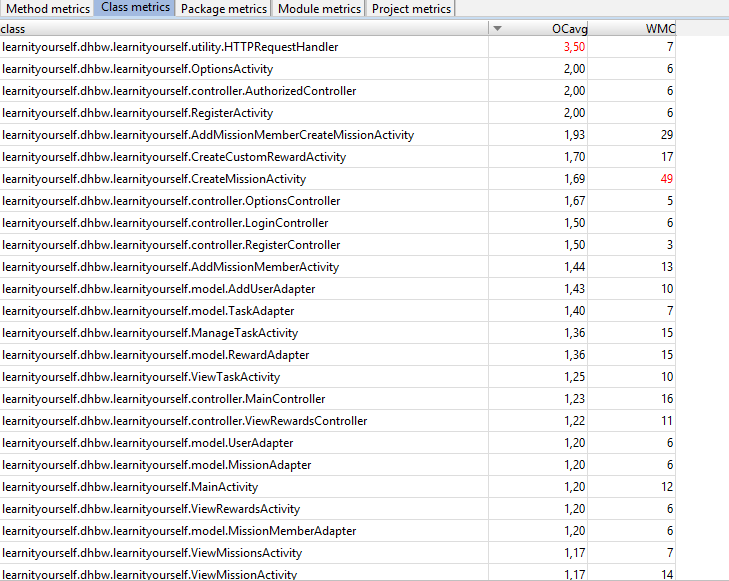 Method metrics Class metrics Package metrics Module metrics Project metrics
class OCavg WMC
learnityourself.dhbw.learnityourself.utility.HTTPRequestHandler 3,50 7
learnityourself.dhbw.learnityourself.OptionsActivity 2,00 6
learnityourself.dhbw.learnityourself.controller.AuthorizedController 2,00 6
learnityourself.dhbw.learnityourself.RegisterActivity 2,00 6
learnityourself.dhbw.learnityourself.AddMissionMemberCreateMissionActivity 1,93 29
learnityourself.dhbw.learnityourself.CreateCustomRewardActivity 1,70 17
learnityourself.dhbw.learnityourself.CreateMissionActivity 1,69 49
learnityourself.dhbw.learnityourself.controller.OptionsController 1,67 5
learnityourself.dhbw.learnityourself.controller.LoginController 1,50 6
learnityourself.dhbw.learnityourself.controller.RegisterController 1,50 3
learnityourself.dhbw.learnityourself.AddMissionMemberActivity 1,44 13
learnityourself.dhbw.learnityourself.model.AddUserAdapter 1,43 10
learnityourself.dhbw.learnityourself.model.TaskAdapter 1,40 7
learnityourself.dhbw.learnityourself.ManageTaskActivity 1,36 15
learnityourself.dhbw.learnityourself.model.RewardAdapter 1,36 15
learnityourself.dhbw.learnityourself.ViewTaskActivity 1,25 10
learnityourself.dhbw.learnityourself.controller.MainController 1,23 16
learnityourself.dhbw.learnityourself.controller.ViewRewardsController 1,22 11
learnityourself.dhbw.learnityourself.model.UserAdapter 1,20 6
learnityourself.dhbw.learnityourself.model.MissionAdapter 1,20 6
learnityourself.dhbw.learnityourself.MainActivity 1,20 12
learnityourself.dhbw.learnityourself.ViewRewardsActivity 1,20 6
learnityourself.dhbw.learnityourself.model.MissionMemberAdapter 1,20 6
learnityourself.dhbw.learnityourself.ViewMissionsActivity 1,17 7
learnityourself.dhbw.learnityourself.ViewMissionActivity 1,17 14